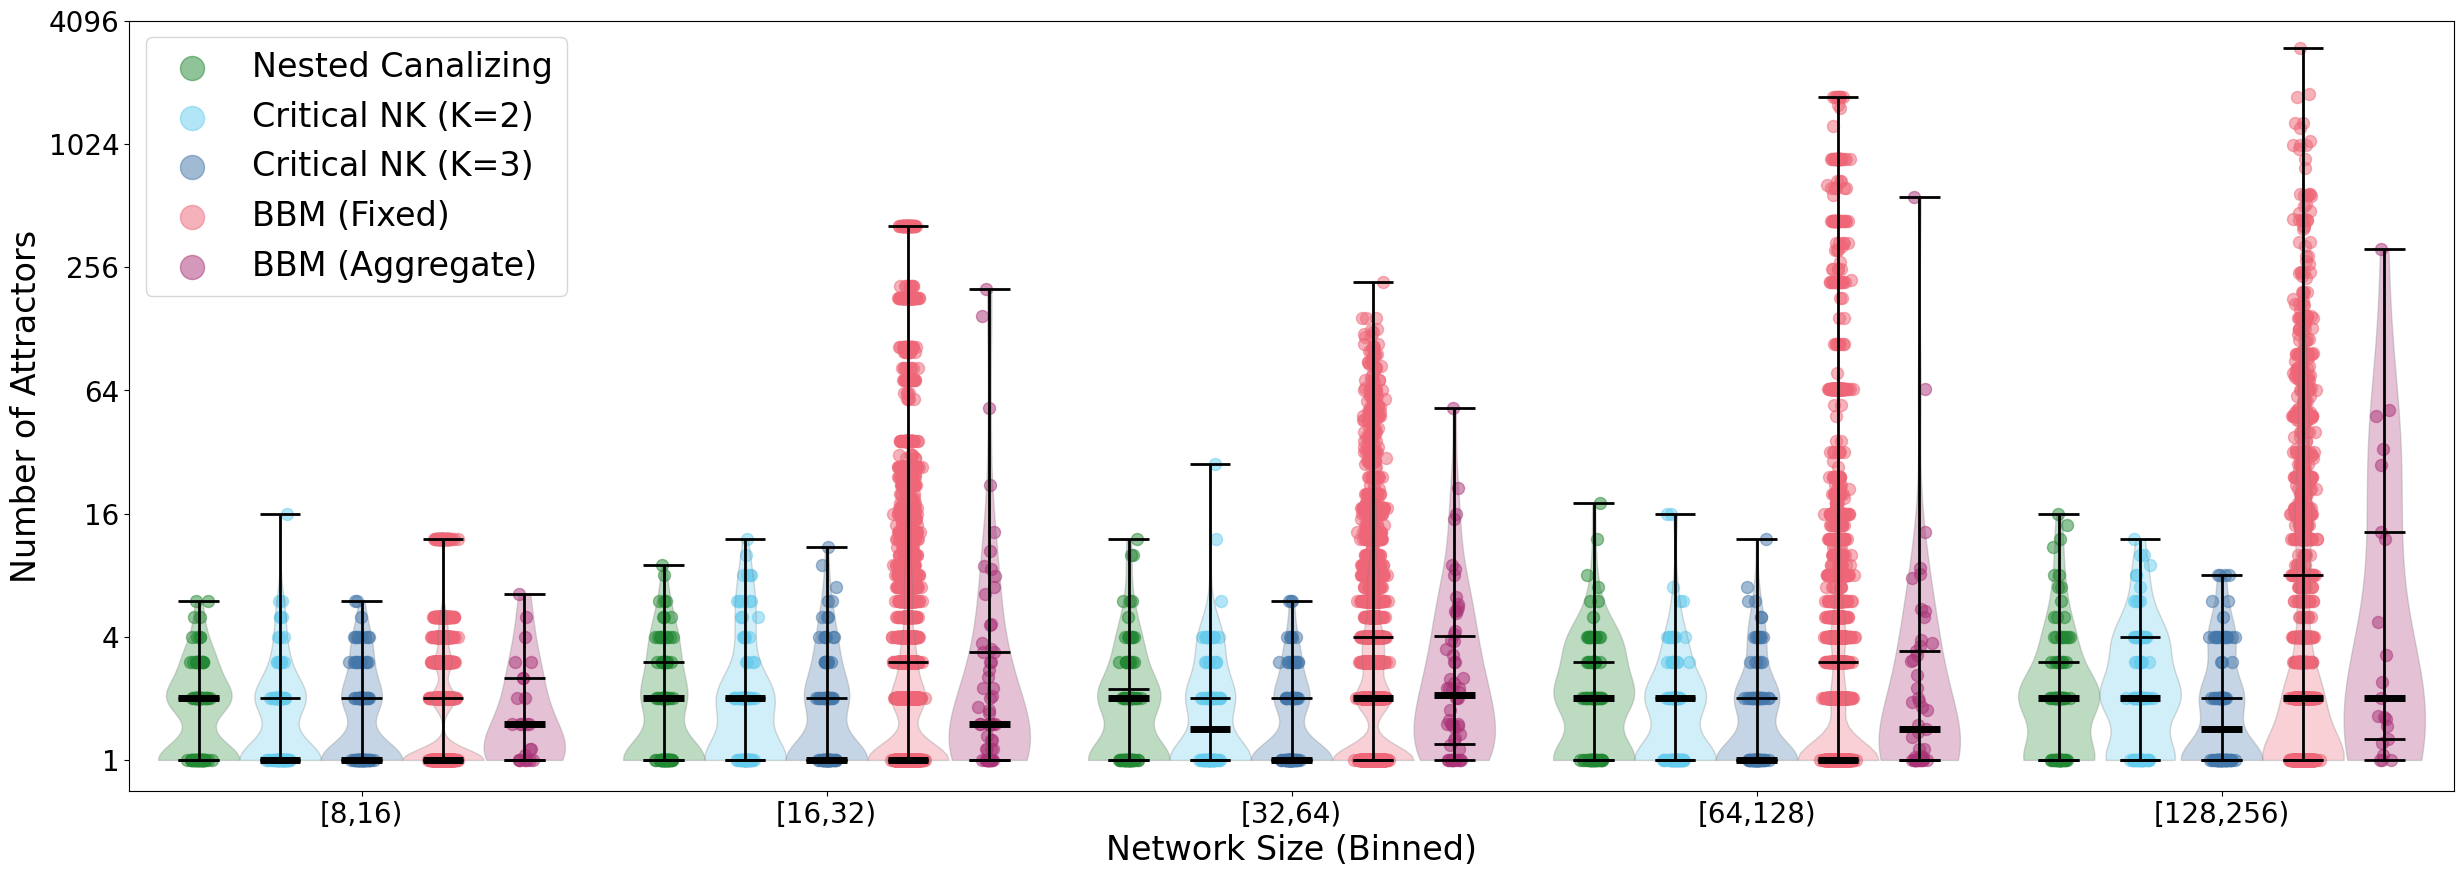 Number of Attractors
4096
1024
256
64
16
4
1
Nested Canalizing
Critical NK (K=2)
Critical NK (K=3)
BBM (Fixed)
BBM (Aggregate)
[8,16)
[16,32)
[32,64)
[64,128)
[128,256)
Network Size (Binned)